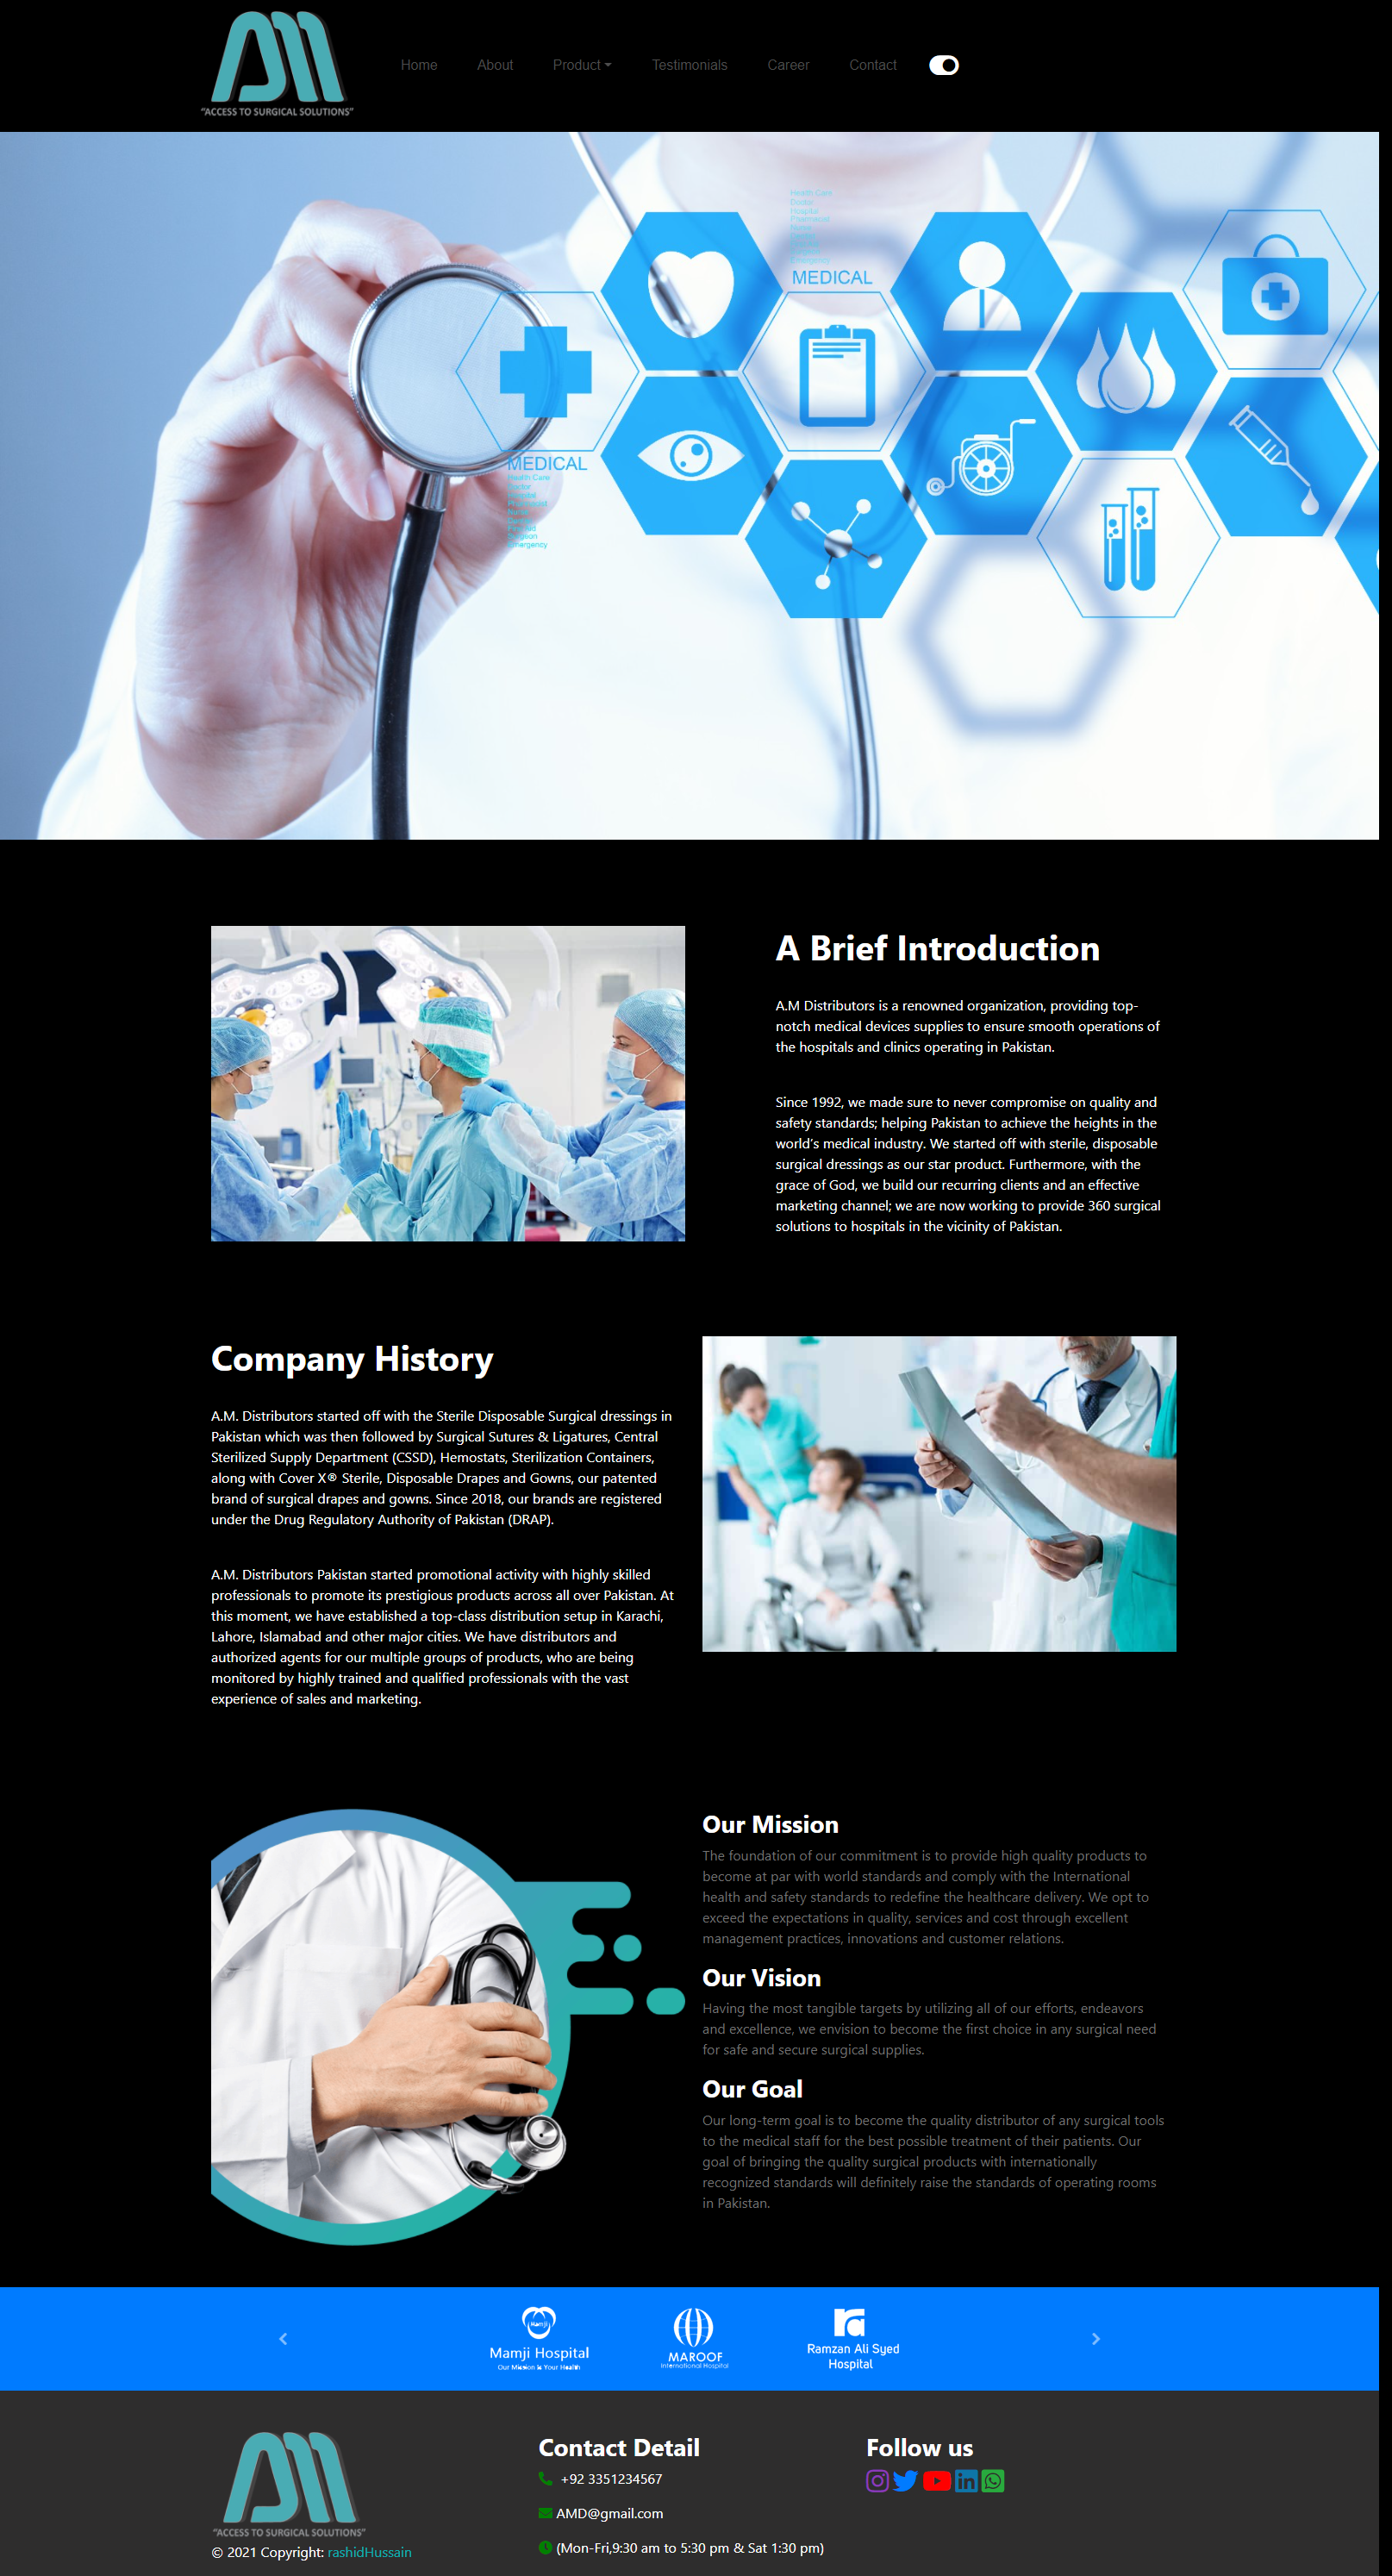 "ACCESS TO SURGICAL SOLUTIONS"
Home About Product Testimonials Career Contact
Health Care
Doctor
Hospital
MEDICAL
MEDICAL
Health Care
Doctor
Hospital
Pharmacist
Nurse
Surgeon
Emergency
A Brief Introduction
A.M Distributors is a renowned organization, providing top-
notch medical devices supplies to ensure smooth operations of
the hospitals and clinics operating in Pakistan.
Since 1992, we made sure to never compromise on quality and
safety standards; helping Pakistan to achieve the heights in the
world's medical industry. We started off with sterile, disposable
surgical dressings as our star product. Furthermore, with the
grace of God, we build our recurring clients and an effective
marketing channel; we are now working to provide 360 surgical
solutions to hospitals in the vicinity of Pakistan.
Company History
A.M. Distributors started off with the Sterile Disposable Surgical dressings in
Pakistan which was then followed by Surgical Sutures & Ligatures, Central
Sterilized Supply Department (CSSD), Hemostats, Sterilization Containers,
along with Cover X® Sterile, Disposable Drapes and Gowns, our patented
brand of surgical drapes and gowns. Since 2018, our brands are registered
under the Drug Regulatory Authority of Pakistan (DRAP).
A.M. Distributors Pakistan started promotional activity with highly skilled
professionals to promote its prestigious products across all over Pakistan. At
this moment, we have established a top-class distribution setup in Karachi,
Lahore, Islamabad and other major cities. We have distributors and
authorized agents for our multiple groups of products, who are being
monitored by highly trained and qualified professionals with the vast
experience of sales and marketing.
Our Mission
The foundation of our commitment is to provide high quality products to
become at par with world standards and comply with the International
health and safety standards to redefine the healthcare delivery. We opt to
exceed the expectations in quality, services and cost through excellent
management practices, innovations and customer relations.
Our Vision
Having the most tangible targets by utilizing all of our efforts, endeavors
and excellence, we envision to become the first choice in any surgical need
for safe and secure surgical supplies.
Our Goal
Our long-term goal is to become the quality distributor of any surgical tools
to the medical staff for the best possible treatment of their patients. Our
goal of bringing the quality surgical products with internationally
recognized standards will definitely raise the standards of operating rooms
in Pakistan.
Mamji
Mamji Hospital
Our Mission is Your Health
MAROOF
International Hospital
Ramzan Ali Syed
Hospital
"ACCESS TO SURGICAL SOLUTIONS"
© 2021 Copyright: rashidHussain
Contact Detail
+92 3351234567
AMD@gmail.com
(Mon-Fri,9:30 am to 5:30 pm & Sat 1:30 pm)
Follow us